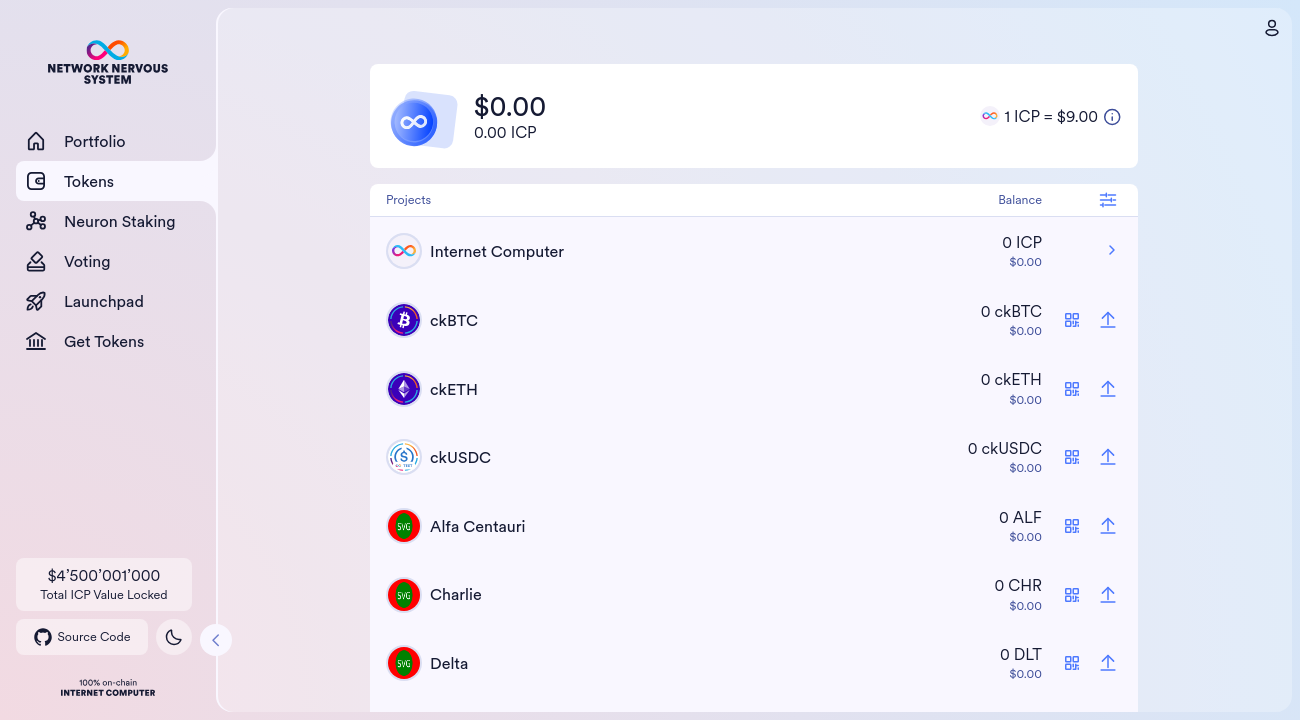 NETWORK NERVOUS
SYSTEM
Portfolio
Tokens
Neuron Staking
Voting
Launchpad
Get Tokens
$4’500’001’000
Total ICP Value Locked
Source Code
100% on-chain
INTERNET COMPUTER
$0.00
0.00 ICP
1 ICP = $9.00
Projects
Balance
Internet Computer
0 ICP
$0.00
ckBTC
0 ckBTC
$0.00
ckETH
0 ckETH
$0.00
ckUSDC
0 ckUSDC
$0.00
SVG
Alfa Centauri
0 ALF
$0.00
SVG
Charlie
0 CHR
$0.00
SVG
Delta
0 DLT
$0.00